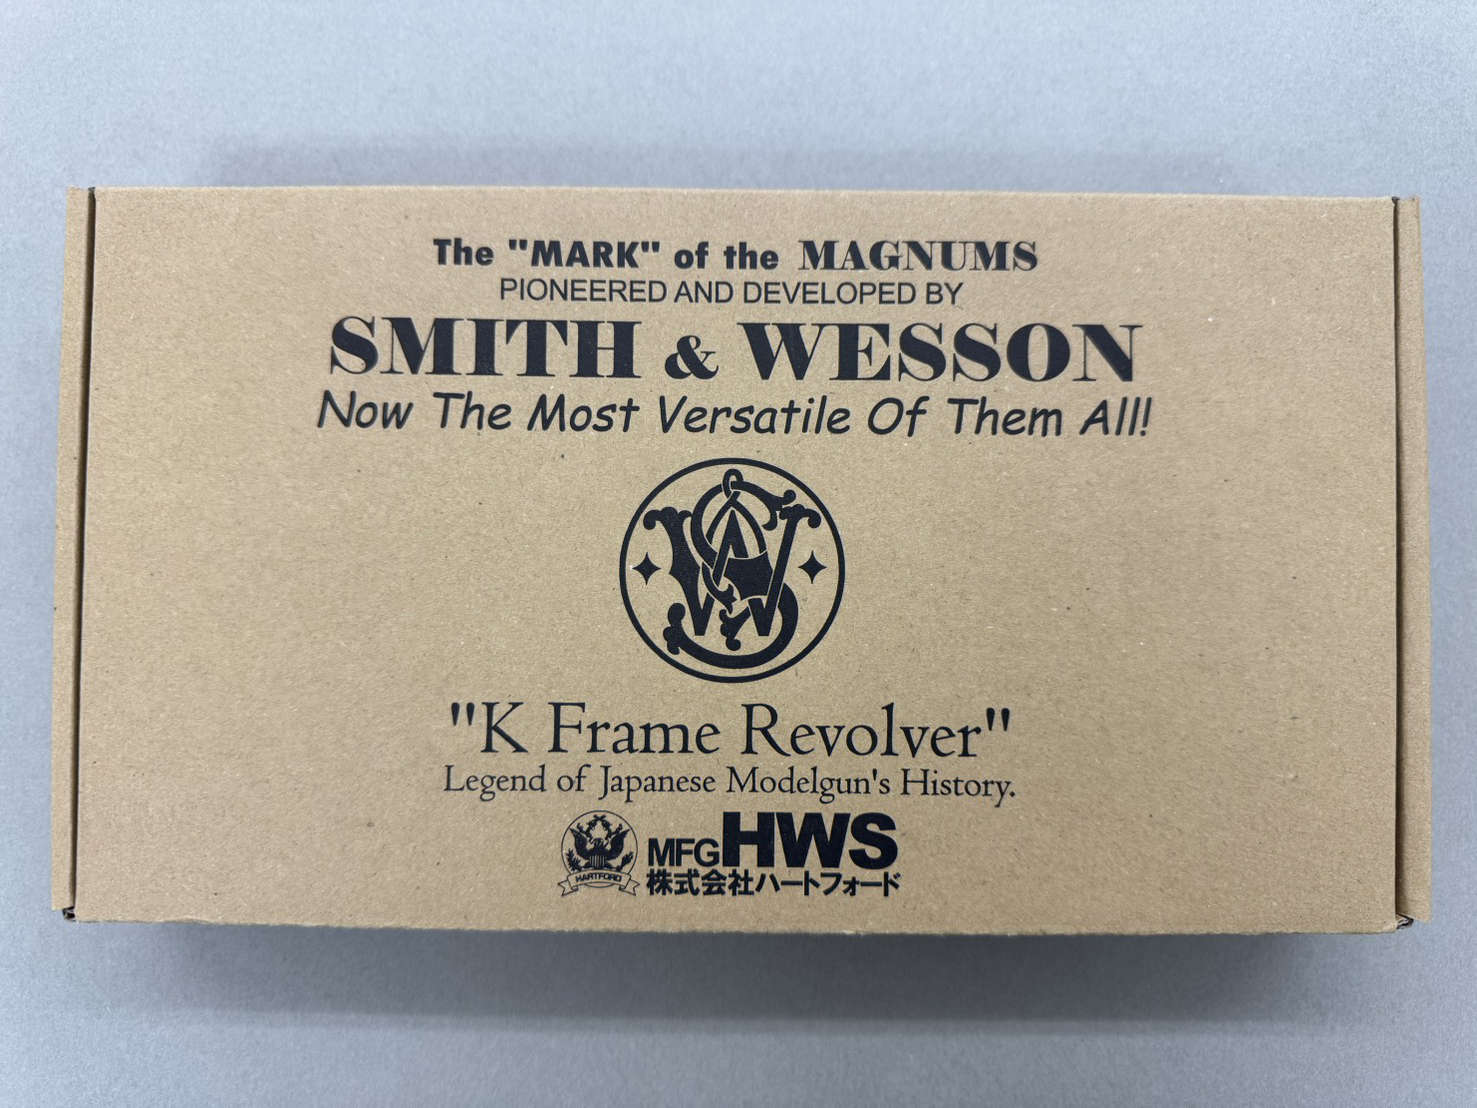 The "MARK" of the MAGNUMS
PIONEERED AND DEVELOPED BY
SMITH & WESSON
Now The Most Versatile Of Them All!
"K Frame Revolver"
Legend of Japanese Modelgun's History.
HARTFORD
MFG HWS
株式会社ハートフォード